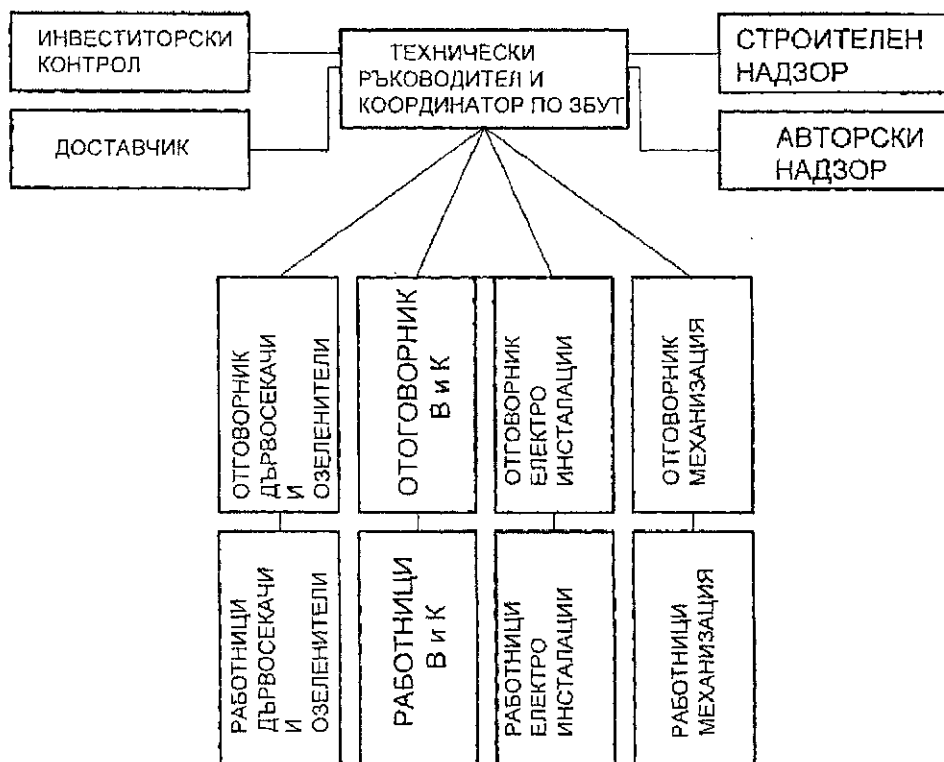 ИНВЕСТИТОРСКИ
КОНТРОЛ
ТЕХНИЧЕСКИ
РЪКОВОДИТЕЛ И
КООРДИНАТОР ПО ЗБУТ
СТРОИТЕЛЕН
НАДЗОР
ДОСТАВЧИК
АВТОРСКИ
НАДЗОР
ОТГОВОРНИК
ДЪРВОСЕКАЧИ
И
ОЗЕЛЕНИТЕЛИ
ОТОГОВОРНИК
В и К
ОТГОВОРНИК
ЕЛЕКТРО
ИНСТАЛАЦИИ
ОТГОВОРНИК
МЕХАНИЗАЦИЯ
РАБОТНИЦИ
ДЪРВОСЕКАЧИ
И
ОЗЕЛЕНИТЕЛИ
РАБОТНИЦИ
В и К
РАБОТНИЦИ
ЕЛЕКТРО
ИНСТАЛАЦИИ
РАБОТНИЦИ
МЕХАНИЗАЦИЯ